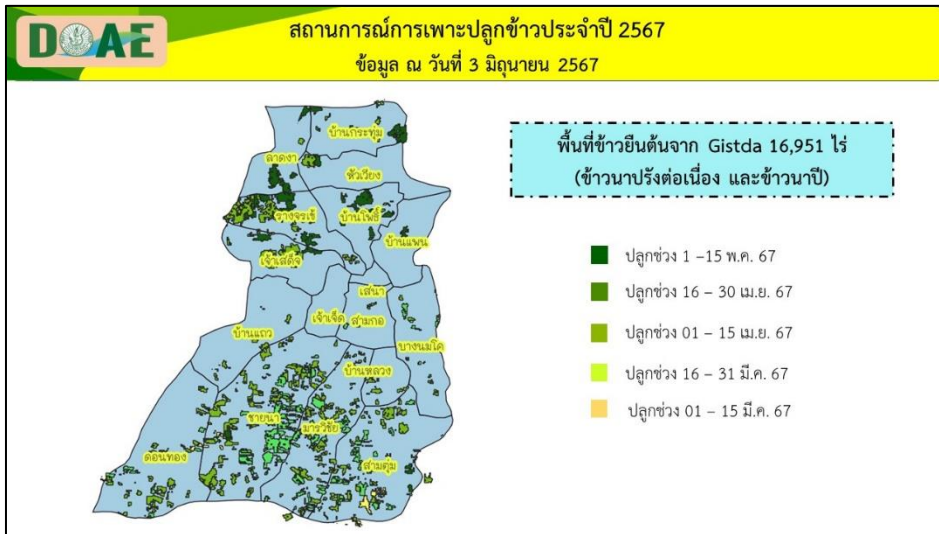 DOAE
สถานการณ์การเพาะปลูกข้าวประจำปี 2567
ข้อมูล ณ วันที่ 3 มิถุนายน 2567
พื้นที่ข้าวยืนต้นจาก Gistda 16,951 ไร่
(ข้าวนาปรังต่อเนื่อง และข้าวนาปี)
บ้านกระทุ่ม
ลาดงา
หัวเวียง
รางจรเข้
บ้านโพธิ์
บ้านแพน
เจ้าเสด็จ
เสนา
เจ้าเจ็ด
สามกอ
บ้านแถว
บางนมโค
บ้านหลวง
ชายนา
มารวิชัย
ดอนทอง
สามตุ่ม
ปลูกช่วง 1 –15 พ.ค. 67
ปลูกช่วง 16 – 30 เม.ย. 67
ปลูกช่วง 01 – 15 เม.ย. 67
ปลูกช่วง 16 – 31 มี.ค. 67
ปลูกช่วง 01 – 15 มี.ค. 67